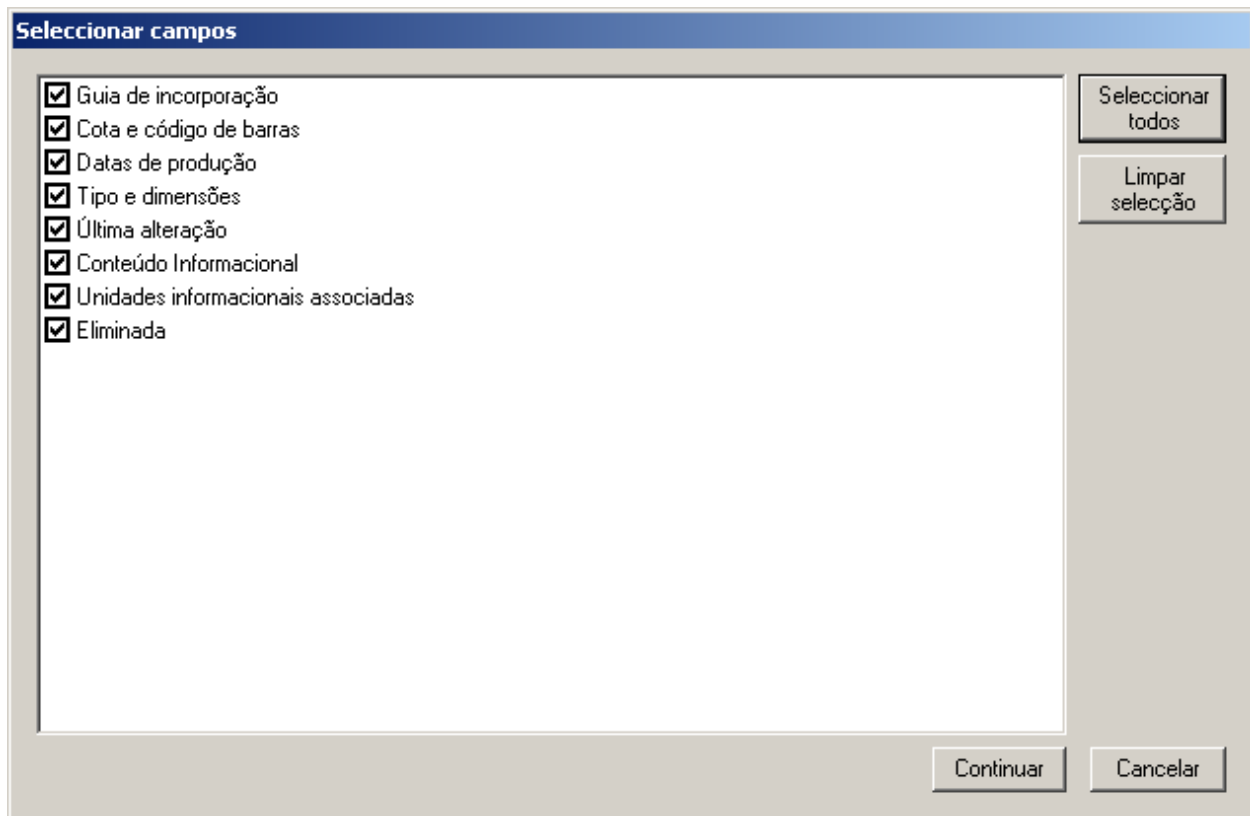 Seleccionar campos
Guia de incorporação
Cota e código de barras
Datas de produção
Tipo e dimensões
Última alteração
Conteúdo Informacional
Unidades informacionais associadas
Eliminada
Seleccionar
todos
Limpar
selecção
Continuar
Cancelar